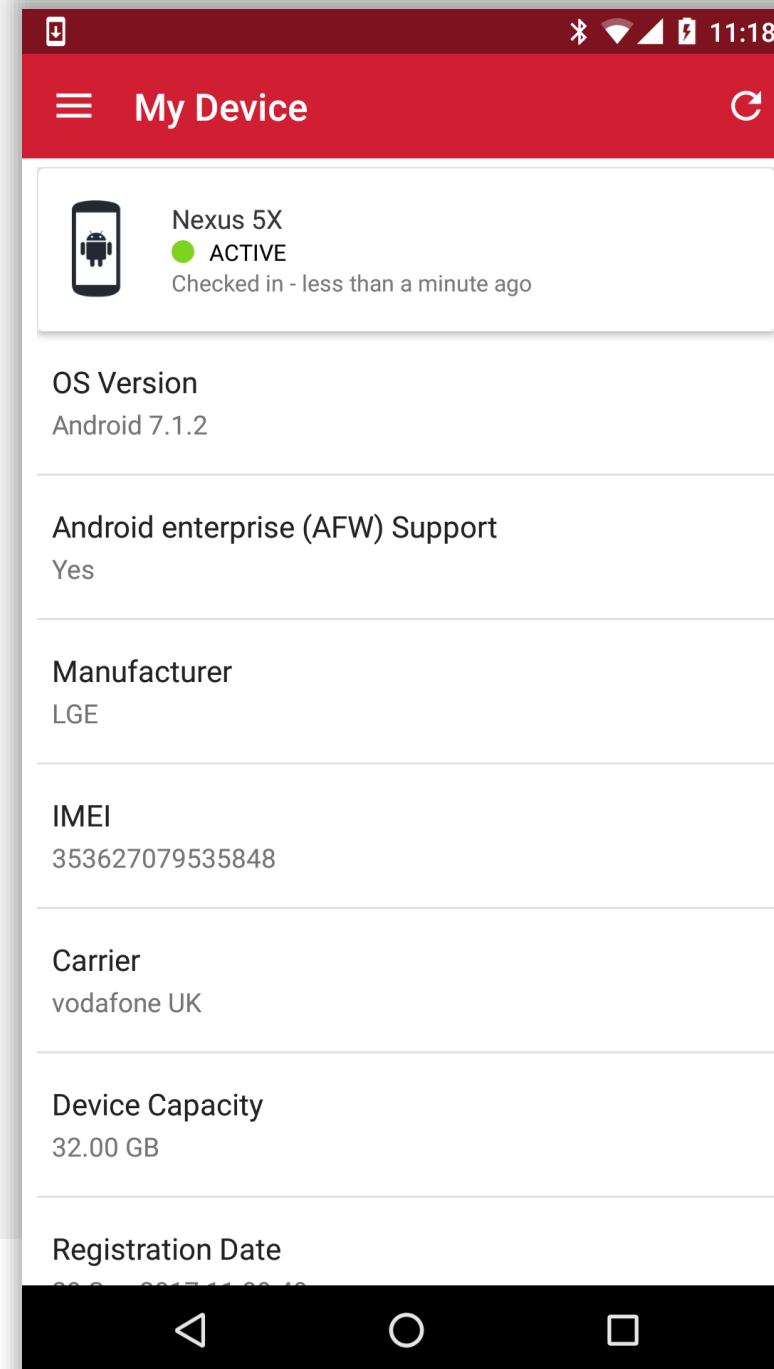 11:18
My Device
Nexus 5X
ACTIVE
Checked in - less than a minute ago
OS Version
Android 7.1.2
Android enterprise (AFW) Support
Yes
Manufacturer
LGE
IMEI
353627079535848
Carrier
vodafone UK
Device Capacity
32.00 GB
Registration Date